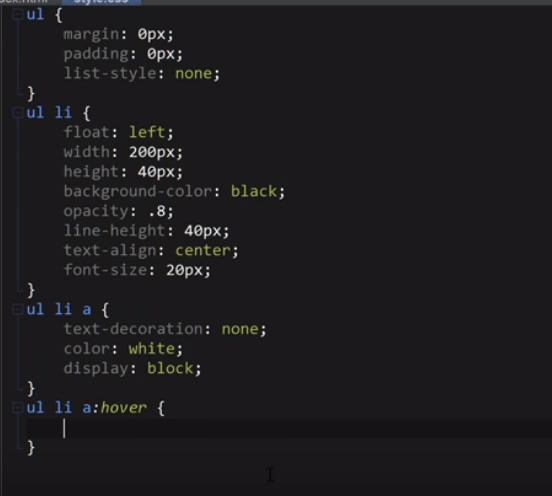 style.css
ul {
margin: 0px;
padding: 0px;
list-style: none;
}
ul li {
float: left;
width: 200px;
height: 40px;
background-color: black;
opacity: .8;
line-height: 40px;
text-align: center;
font-size: 20px;
}
ul li a {
text-decoration: none;
color: white;
display: block;
}
ul li a:hover {
}